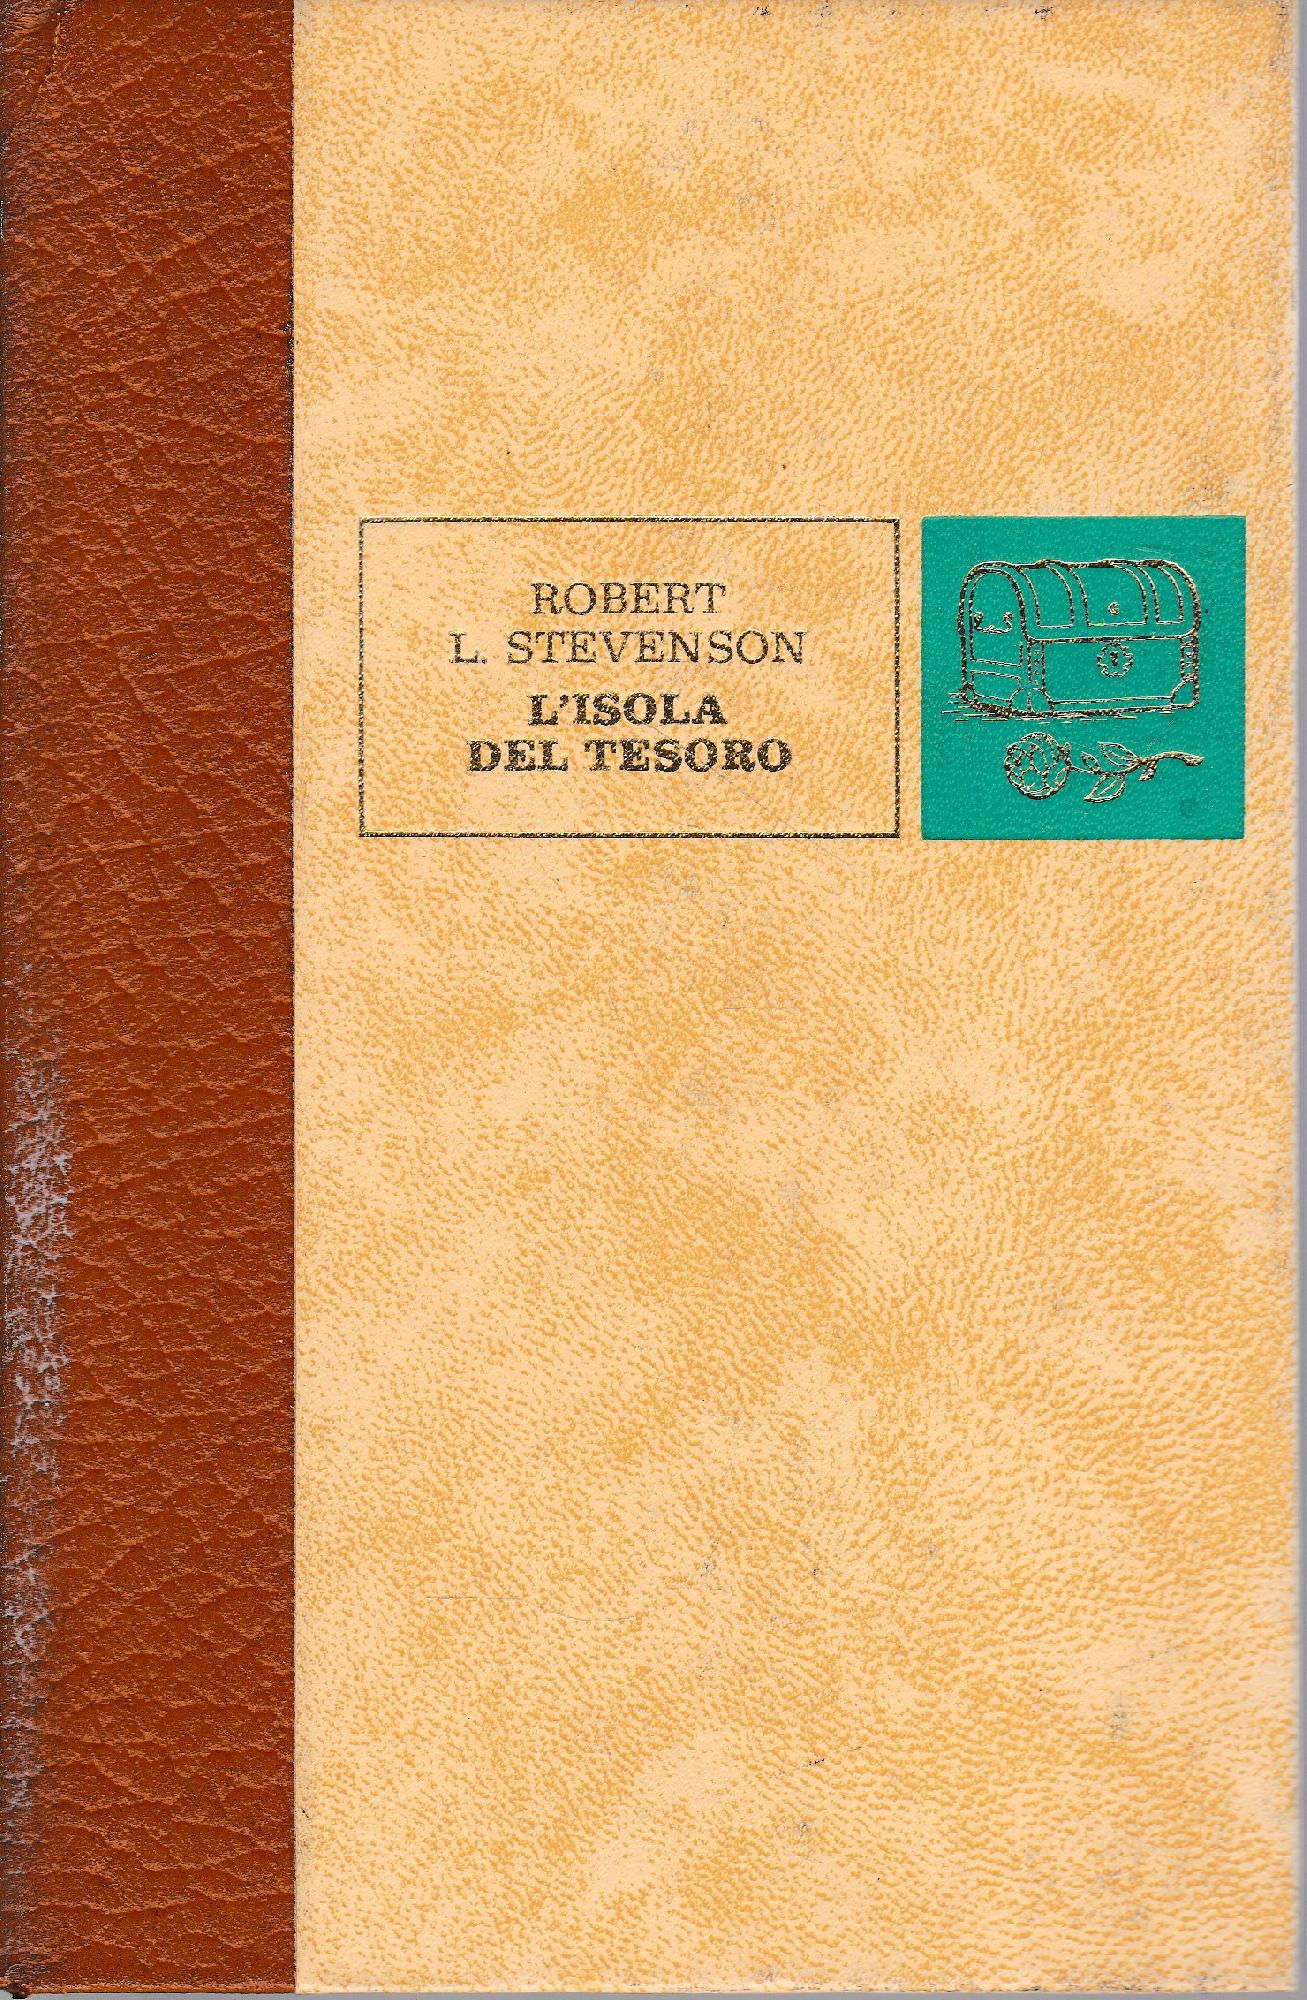 ROBERT
L. STEVENSON
L'ISOLA
DEL TESORO